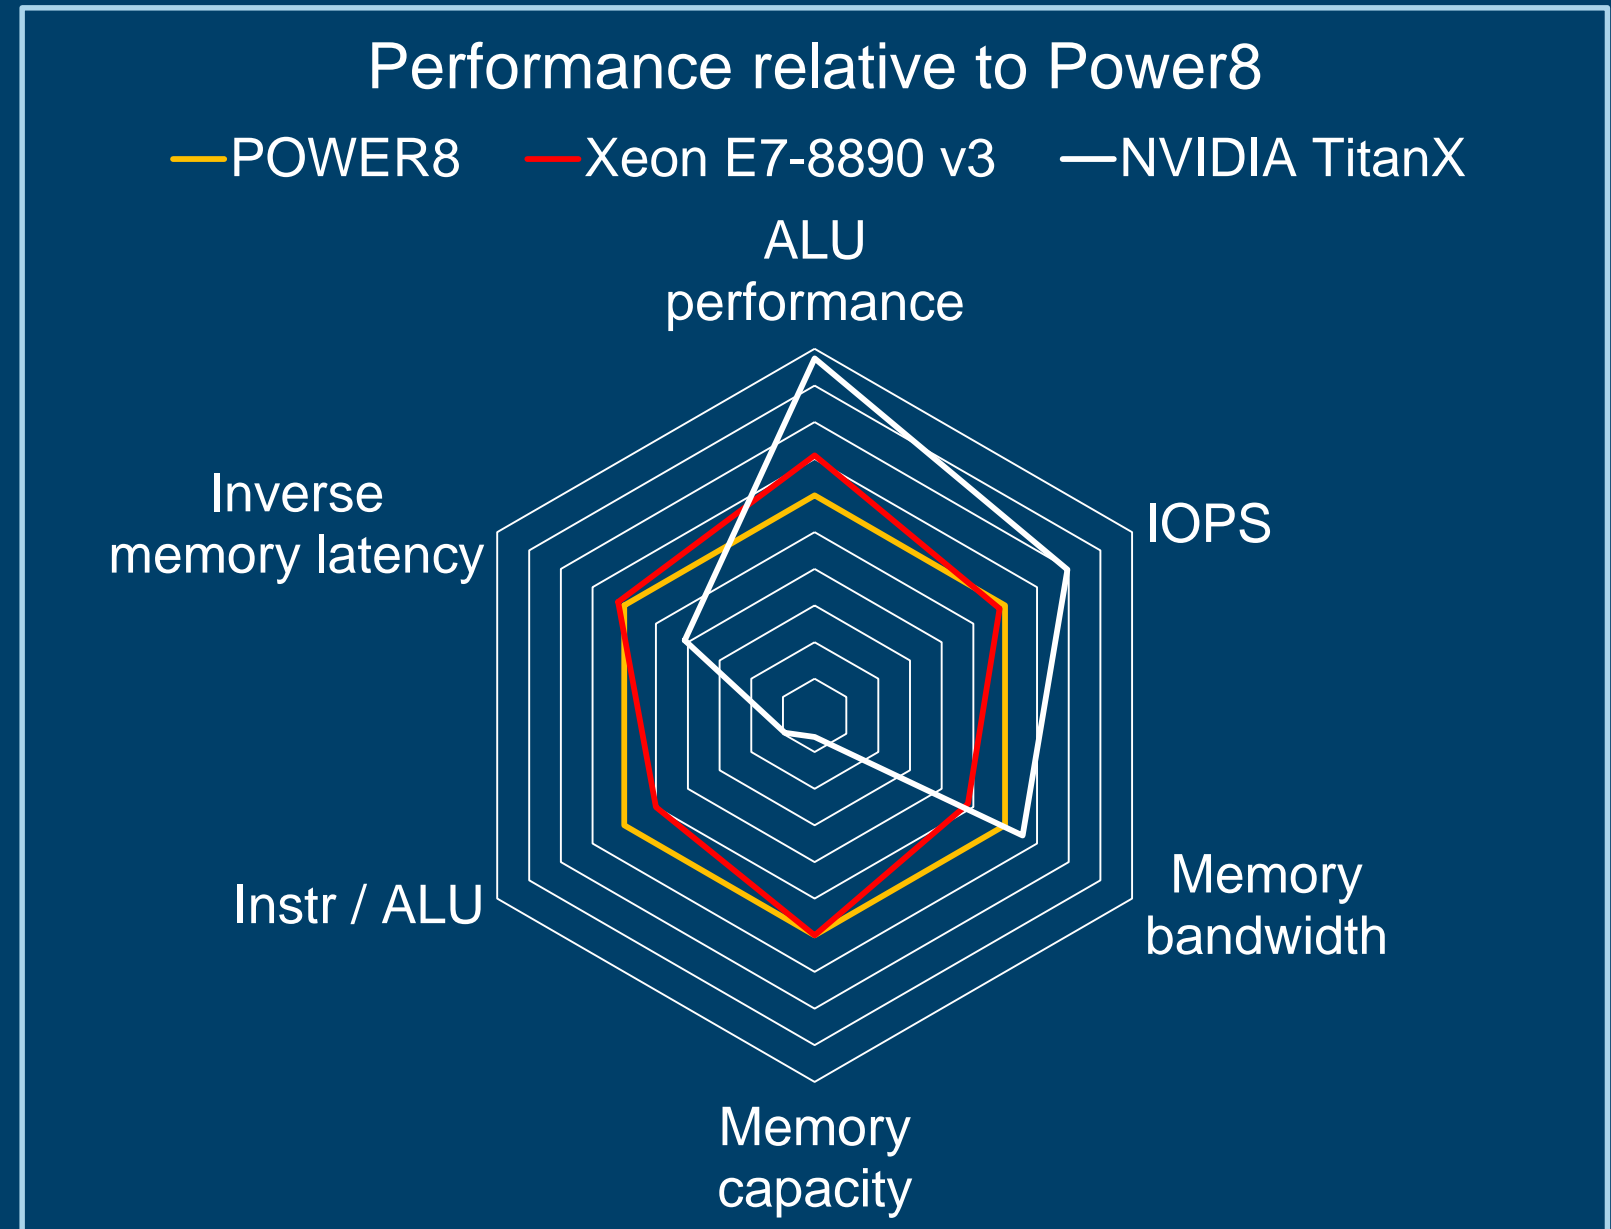 Performance relative to Power8
POWER8 Xeon E7-8890 v3 NVIDIA TitanX
ALU
performance
IOPS
Memory
bandwidth
Memory
capacity
Instr / ALU
Inverse
memory latency